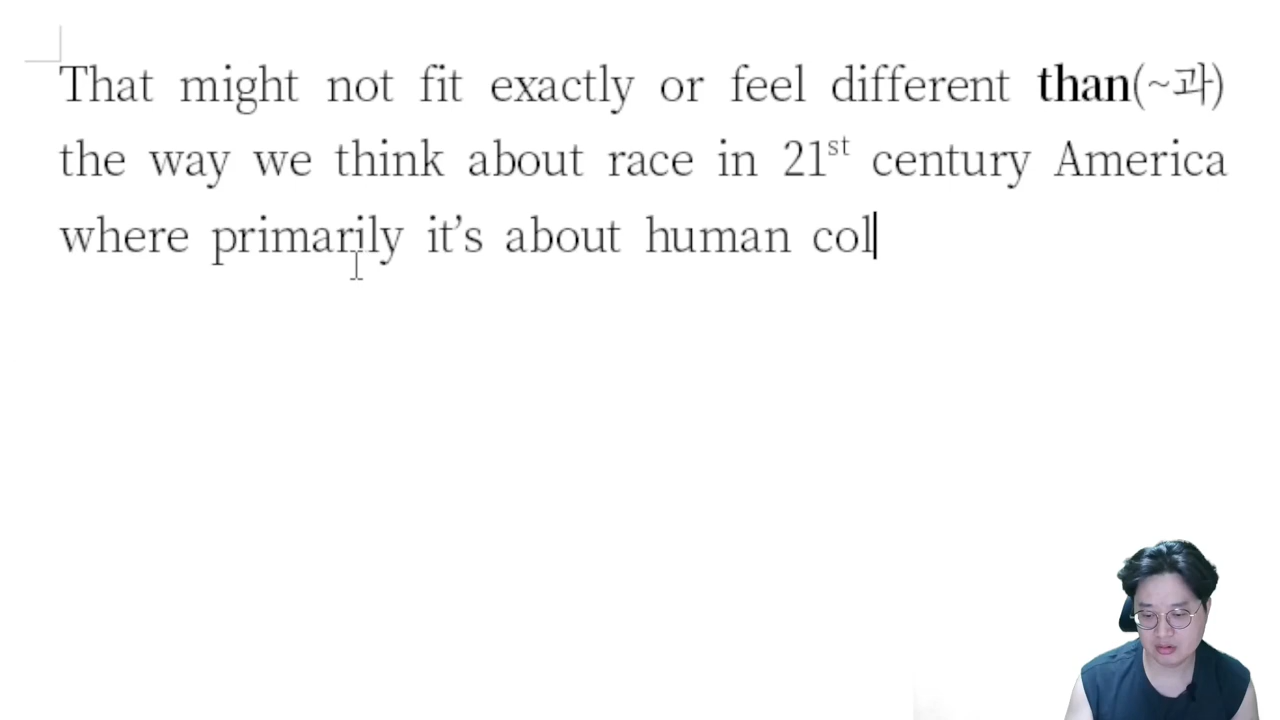 That might not fit exactly or feel different than(~과)
the way we think about race in 21st century America
where primarily it’s about human col